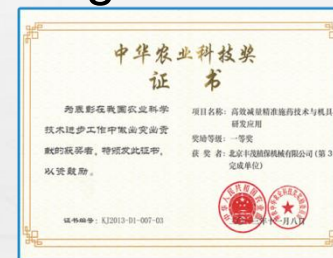 中华农业科技奖
证 书
为表彰在我国农业科学
技术进步工作中做出突出贡
献的获奖者，特颁发此证书，
以资鼓励。
证书编号：KJ2013-D1-007-03
项目名称：高效减量精准施药技术与机具
研发应用
奖励等级：一等奖
获 奖 者：北京丰茂植保机械有限公司（第3
完成单位）